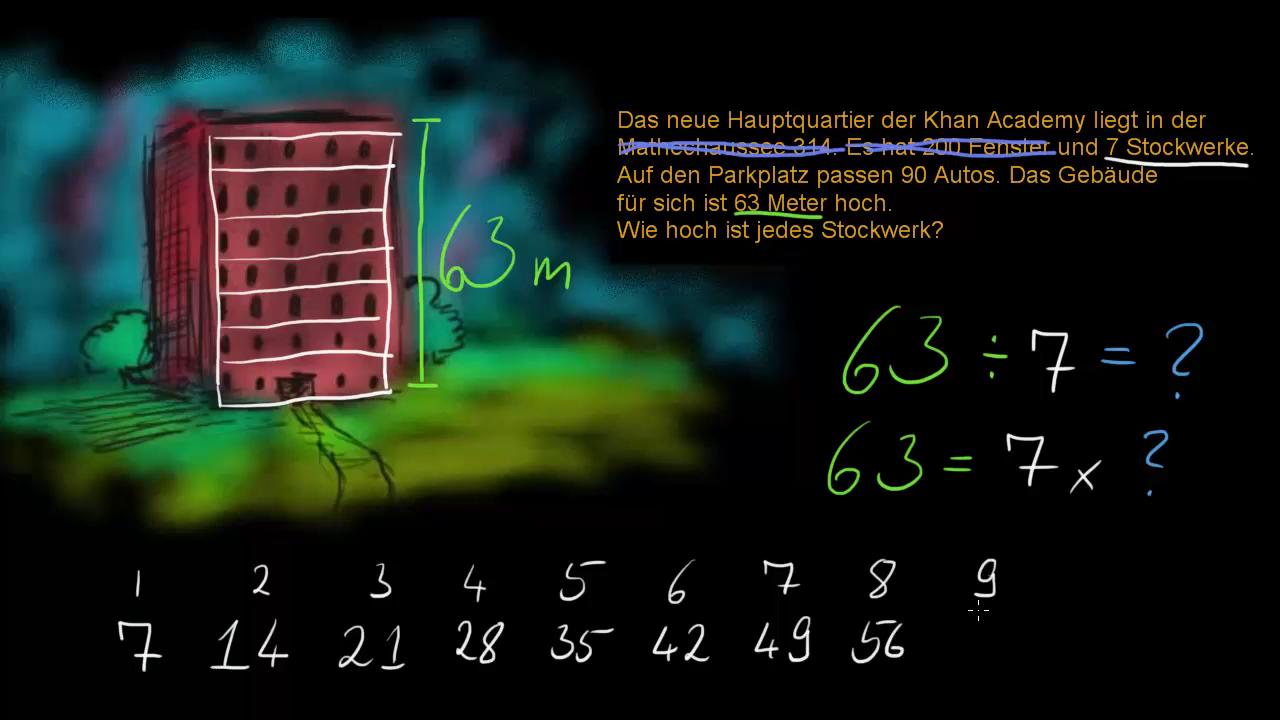 Das neue Hauptquartier der Khan Academy liegt in der
Mathechaussee 314. Es hat 200 Fenster und 7 Stockwerke.
Auf den Parkplatz passen 90 Autos. Das Gebäude
für sich ist 63 Meter hoch.
Wie hoch ist jedes Stockwerk?
63 m
63 ÷ 7 = ?
63 = 7 x ?
1 2 3 4 5 6 7 8 9
7 14 21 28 35 42 49 56